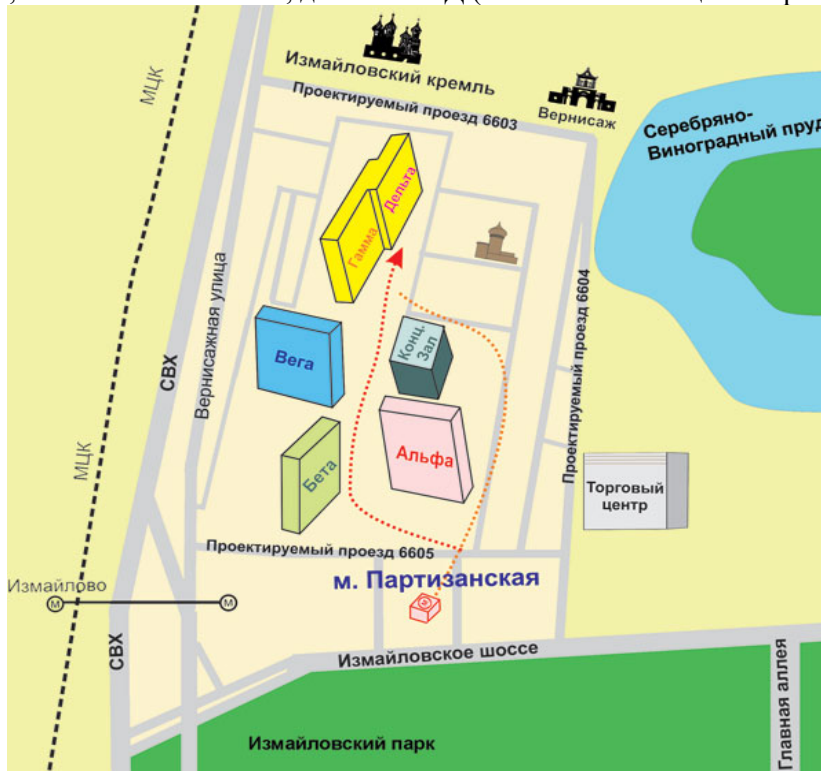 МЦК
Измайловский кремль
Проектируемый проезд 6603
Вернисаж
Серебряно-
Виноградный пруд
Дельта
Гамма
Вернисажная улица
Проектируемый проезд 6604
СВХ
Вега
Конц.
Зал
Альфа
Бета
МЦК
Торговый
центр
Проектируемый проезд 6605
м. Партизанская
Измайлово
М
М
М
СВХ
Измайловское шоссе
Главная аллея
Измайловский парк